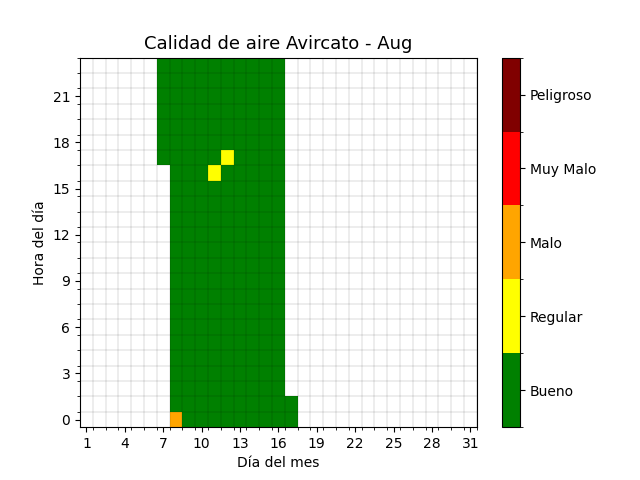 Calidad de aire Avircato - Aug
Hora del día
21
18
15
12
9
6
3
0
1 4 7 10 13 16 19 22 25 28 31
Día del mes
Peligroso
Muy Malo
Malo
Regular
Bueno